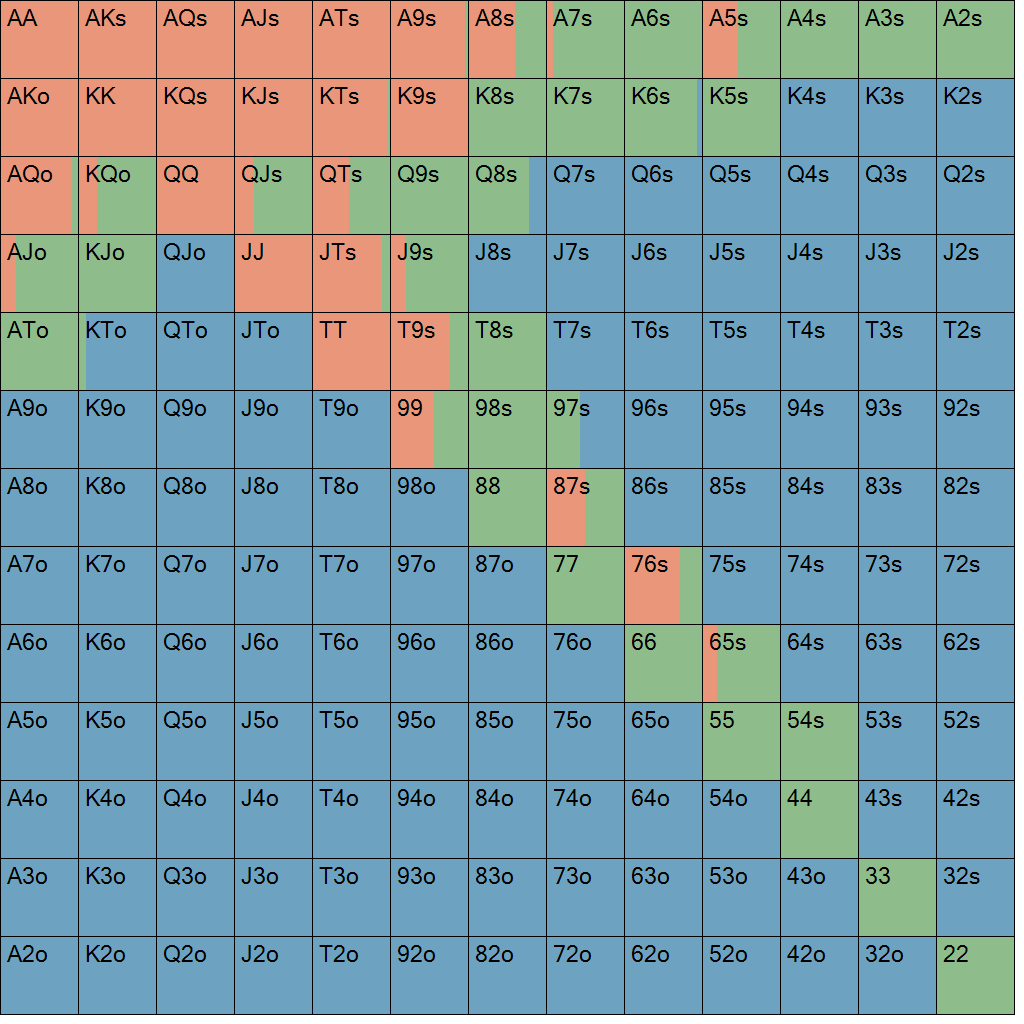 AA AKs AQs AJs ATs A9s A8s A7s A6s A5s A4s A3s A2s
AKo KK KQs KJs KTs K9s K8s K7s K6s K5s K4s K3s K2s
AQo KQo QQ QJs QTs Q9s Q8s Q7s Q6s Q5s Q4s Q3s Q2s
AJo KJo QJo JJ JTs J9s J8s J7s J6s J5s J4s J3s J2s
ATo KTo QTo JTo TT T9s T8s T7s T6s T5s T4s T3s T2s
A9o K9o Q9o J9o T9o 99 98s 97s 96s 95s 94s 93s 92s
A8o K8o Q8o J8o T8o 98o 88 87s 86s 85s 84s 83s 82s
A7o K7o Q7o J7o T7o 97o 87o 77 76s 75s 74s 73s 72s
A6o K6o Q6o J6o T6o 96o 86o 76o 66 65s 64s 63s 62s
A5o K5o Q5o J5o T5o 95o 85o 75o 65o 55 54s 53s 52s
A4o K4o Q4o J4o T4o 94o 84o 74o 64o 54o 44 43s 42s
A3o K3o Q3o J3o T3o 93o 83o 73o 63o 53o 43o 33 32s
A2o K2o Q2o J2o T2o 92o 82o 72o 62o 52o 42o 32o 22